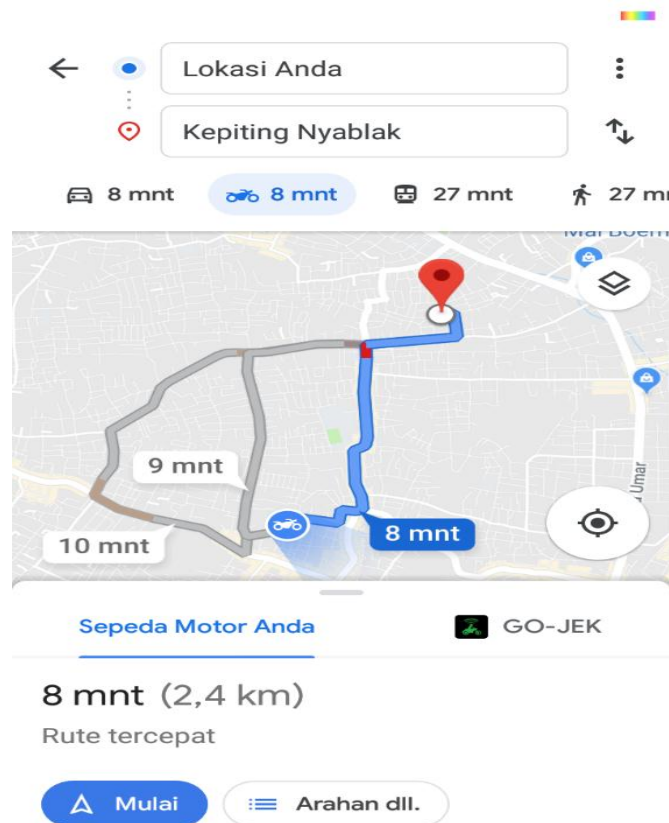 Lokasi Anda
Kepiting Nyablak
8 mnt
8 mnt
27 mnt
27 m
9 mnt
10 mnt
8 mnt
Umar
Sepeda Motor Anda
GO-JEK
8 mnt (2,4 km)
Rute tercepat
Mulai
Arahan dll.